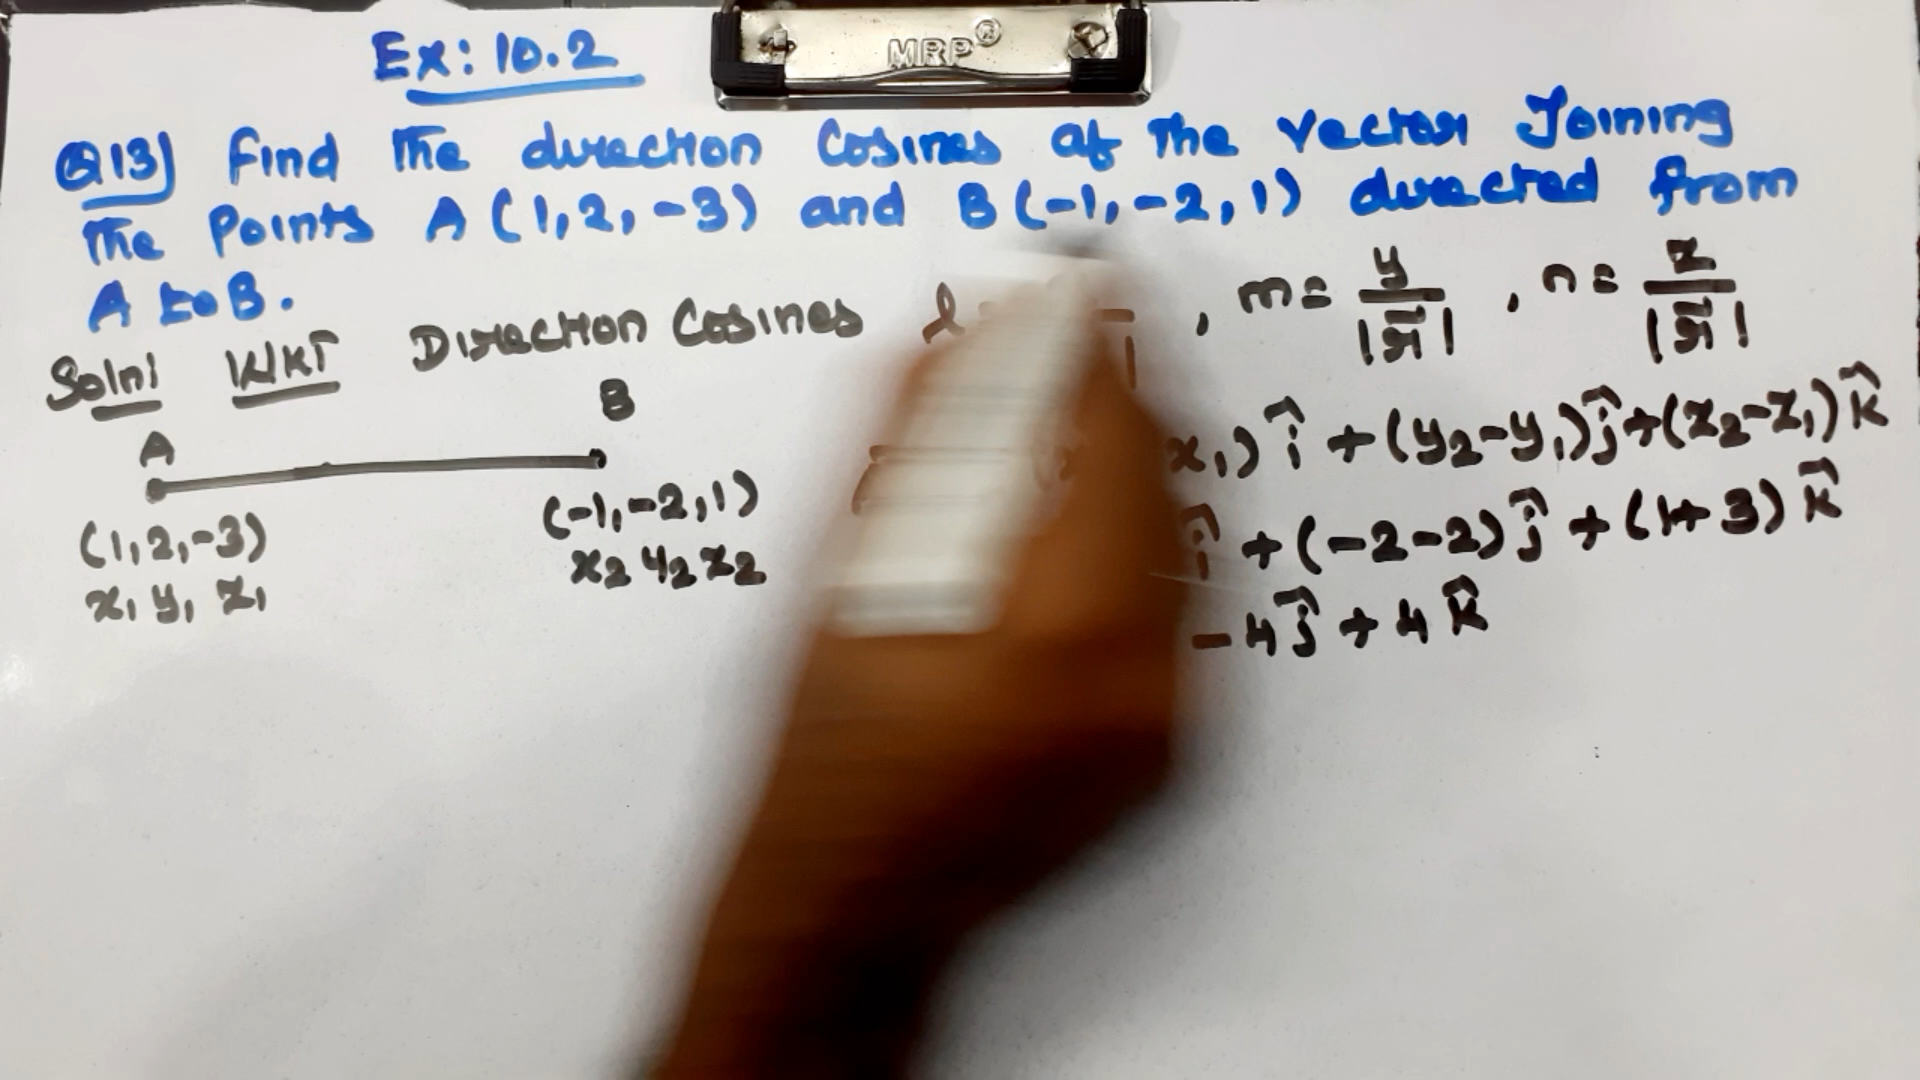 MRP®
Ex: 10.2
Q13) Find the direction Cosines of the vector Joining
the Points A (1, 2, -3) and B (-1, -2, 1) directed from
A to B.
Soln: WKT Direction Cosines l , m = y/|r⃗| , n = z/|r⃗|
A B
x₁) î + (y₂-y₁) ĵ + (z₂-z₁) k̂
(1, 2, -3) (-1, -2, 1)
x₁ y₁ z₁ x₂ y₂ z₂
î + (-2-2) ĵ + (1+3) k̂
- 4ĵ + 4k̂